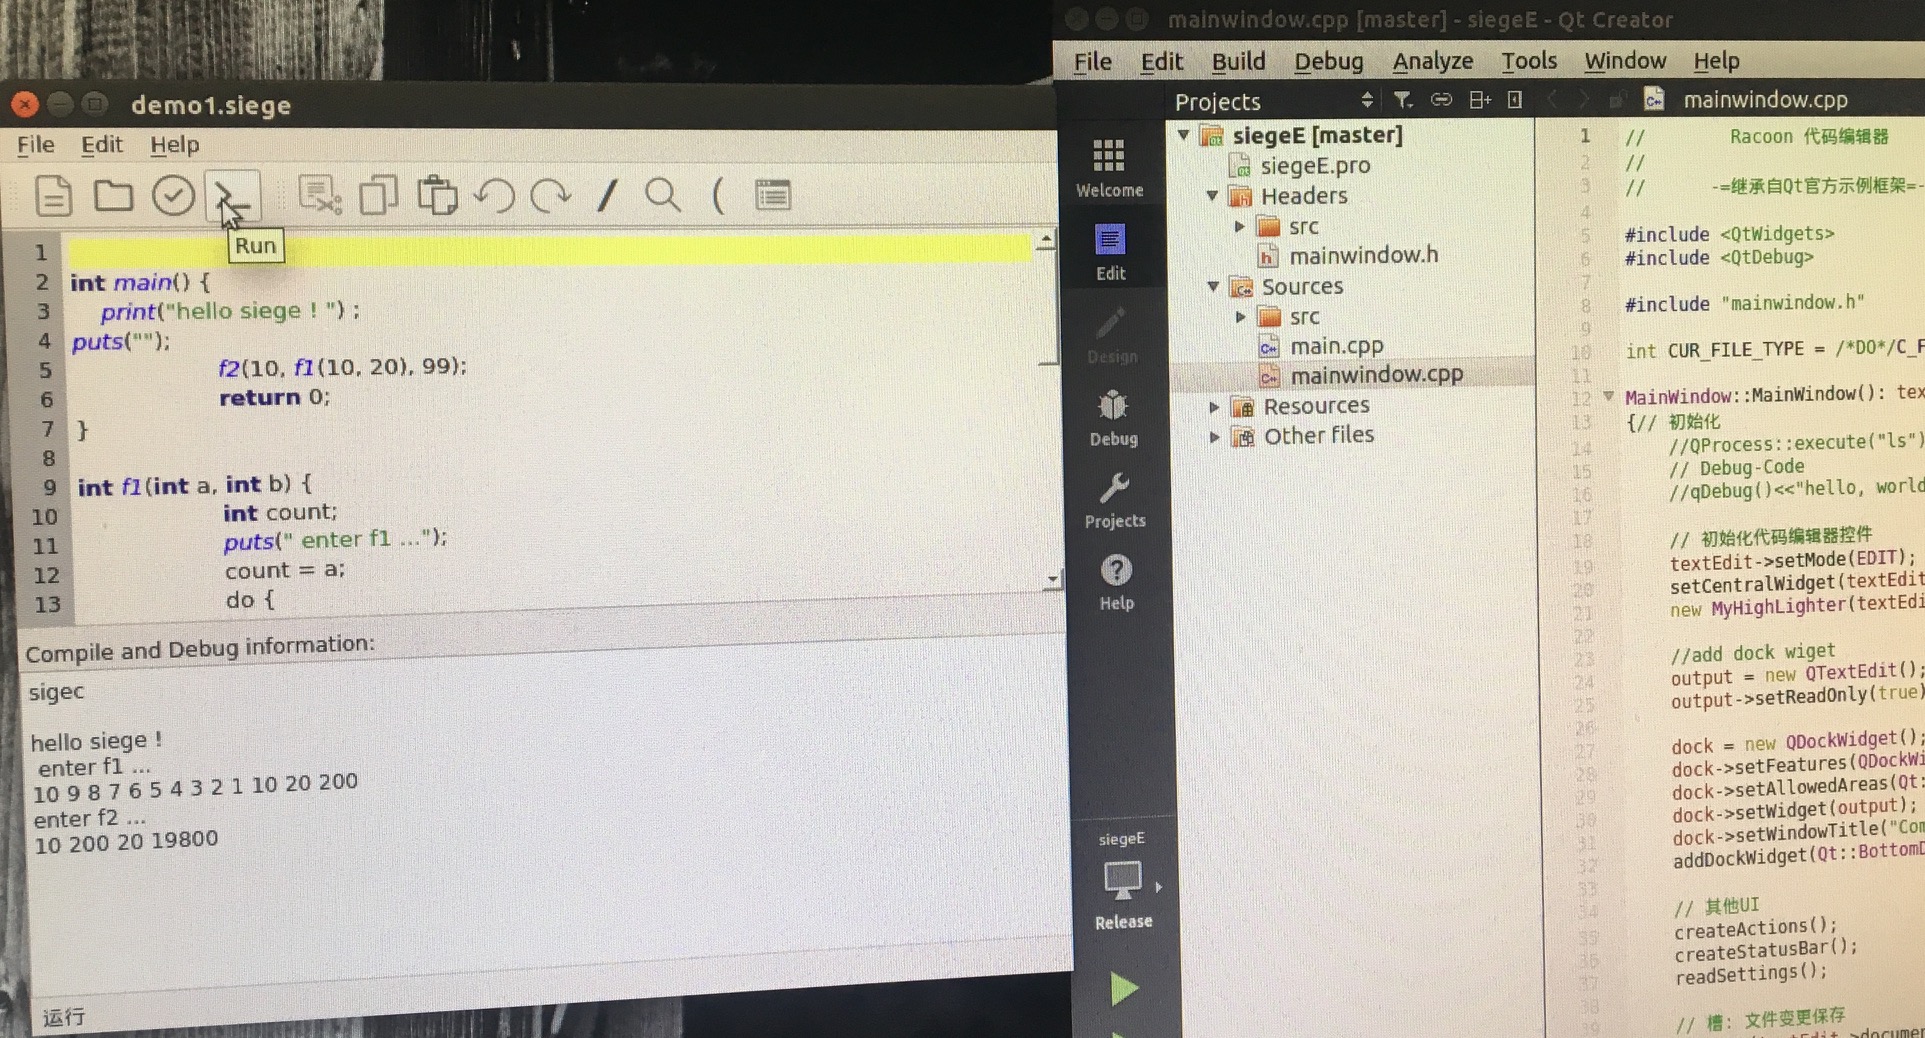 demo1.siege
File Edit Help
Run
1
2 int main() {
3 print("hello siege ! ") ;
4 puts("");
5 f2(10, f1(10, 20), 99);
6 return 0;
7 }
8
9 int f1(int a, int b) {
10 int count;
11 puts(" enter f1 ...");
12 count = a;
13 do {
Compile and Debug information:
sigec
hello siege !
enter f1 ...
10 9 8 7 6 5 4 3 2 1 10 20 200
enter f2 ...
10 200 20 19800
运行
mainwindow.cpp [master] - siegeE - Qt Creator
File Edit Build Debug Analyze Tools Window Help
Projects
mainwindow.cpp
Welcome
Edit
Design
Debug
Projects
Help
siegeE
Release
siegeE [master]
siegeE.pro
Headers
src
mainwindow.h
Sources
src
main.cpp
mainwindow.cpp
Resources
Other files
1 // Racoon 代码编辑器
2 //
3 // -=继承自Qt官方示例框架=-
4
5 #include <QtWidgets>
6 #include <QtDebug>
7
8 #include "mainwindow.h"
9
10 int CUR_FILE_TYPE = /*DO*/C_F
11
12 MainWindow::MainWindow(): tex
13 {// 初始化
14 //QProcess::execute("ls")
15 // Debug-Code
16 //qDebug()<<"hello, world
17
18 // 初始化代码编辑器控件
19 textEdit->setMode(EDIT);
20 setCentralWidget(textEdit
21 new MyHighLighter(textEdi
22
23 //add dock wiget
24 output = new QTextEdit();
25 output->setReadOnly(true)
26
27 dock = new QDockWidget();
28 dock->setFeatures(QDockWi
29 dock->setAllowedAreas(Qt:
30 dock->setWidget(output);
31 dock->setWindowTitle("Com
32 addDockWidget(Qt::BottomD
33
34 // 其他UI
35 createActions();
36 createStatusBar();
37 readSettings();
38
39 // 槽: 文件变更保存